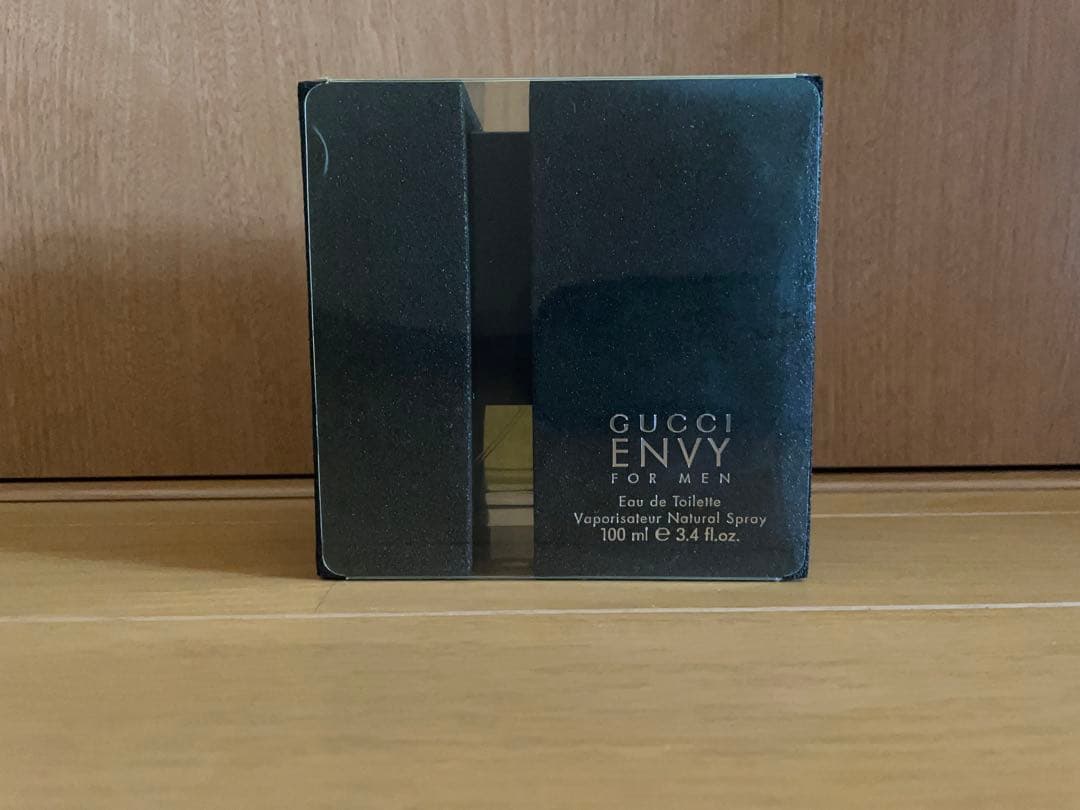 GUCCI
ENVY
FOR MEN
Eau de Toilette
Vaporisateur Natural Spray
100 ml ℮ 3.4 fl.oz.